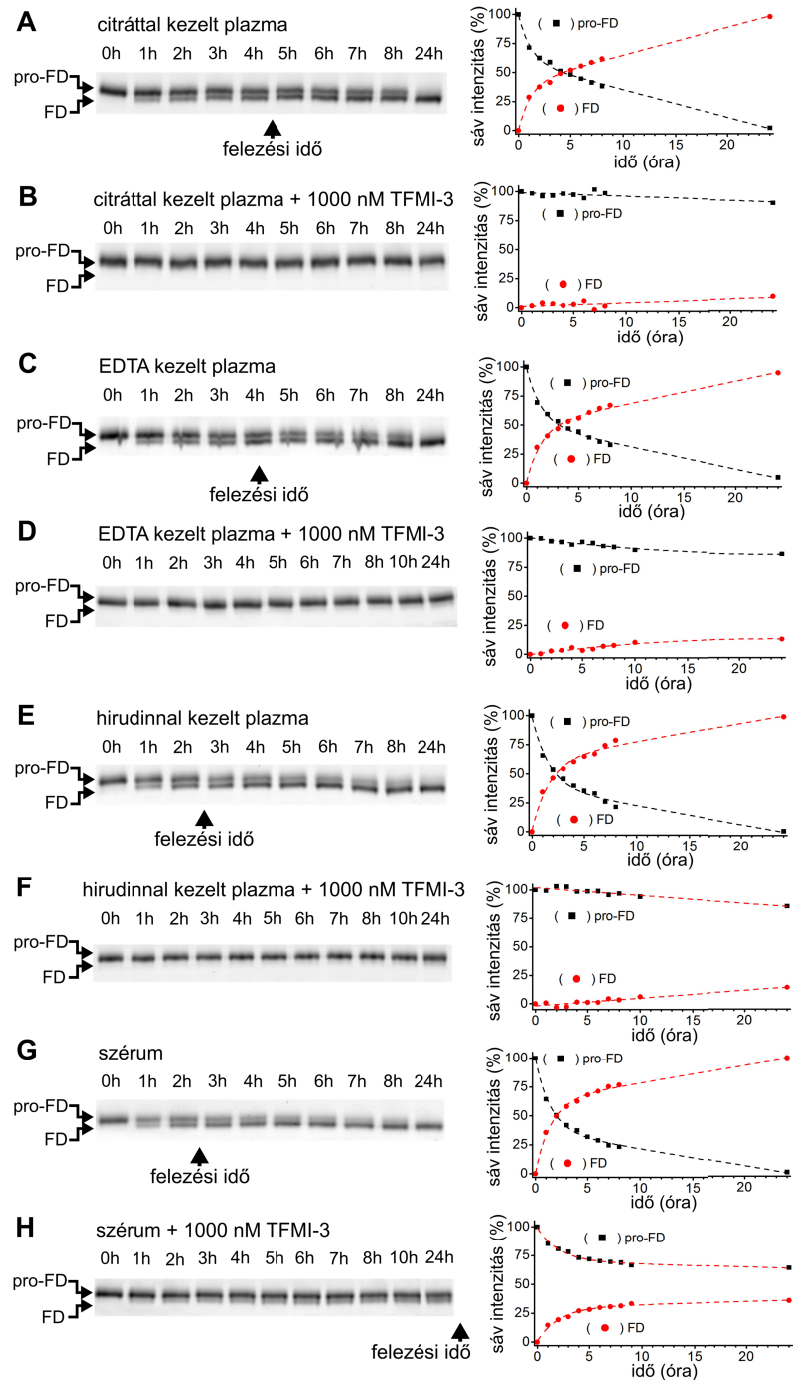 A
citráttal kezelt plazma
0h 1h 2h 3h 4h 5h 6h 7h 8h 24h
pro-FD
FD
felezési idő
sáv intenzitás (%)
100
75
50
25
0
( ■ ) pro-FD
( ● ) FD
0 5 10 15 20
idő (óra)
B
citráttal kezelt plazma + 1000 nM TFMI-3
0h 1h 2h 3h 4h 5h 6h 7h 8h 24h
pro-FD
FD
sáv intenzitás (%)
100
75
50
25
0
( ■ ) pro-FD
( ● ) FD
0 5 10 15 20
idő (óra)
C
EDTA kezelt plazma
0h 1h 2h 3h 4h 5h 6h 7h 8h 24h
pro-FD
FD
felezési idő
sáv intenzitás (%)
100
75
50
25
0
( ■ ) pro-FD
( ● ) FD
0 5 10 15 20
idő (óra)
D
EDTA kezelt plazma + 1000 nM TFMI-3
0h 1h 2h 3h 4h 5h 6h 7h 8h 10h 24h
pro-FD
FD
sáv intenzitás (%)
100
75
50
25
0
( ■ ) pro-FD
( ● ) FD
0 5 10 15 20
idő (óra)
E
hirudinnal kezelt plazma
0h 1h 2h 3h 4h 5h 6h 7h 8h 24h
pro-FD
FD
felezési idő
sáv intenzitás (%)
100
75
50
25
0
( ■ ) pro-FD
( ● ) FD
0 5 10 15 20
idő (óra)
F
hirudinnal kezelt plazma + 1000 nM TFMI-3
0h 1h 2h 3h 4h 5h 6h 7h 8h 10h 24h
pro-FD
FD
sáv intenzitás (%)
100
75
50
25
0
( ■ ) pro-FD
( ● ) FD
0 5 10 15 20
idő (óra)
G
szérum
0h 1h 2h 3h 4h 5h 6h 7h 8h 24h
pro-FD
FD
felezési idő
sáv intenzitás (%)
100
75
50
25
0
( ■ ) pro-FD
( ● ) FD
0 5 10 15 20
idő (óra)
H
szérum + 1000 nM TFMI-3
0h 1h 2h 3h 4h 5h 6h 7h 8h 10h 24h
pro-FD
FD
felezési idő
sáv intenzitás (%)
100
75
50
25
0
( ■ ) pro-FD
( ● ) FD
0 5 10 15 20
idő (óra)